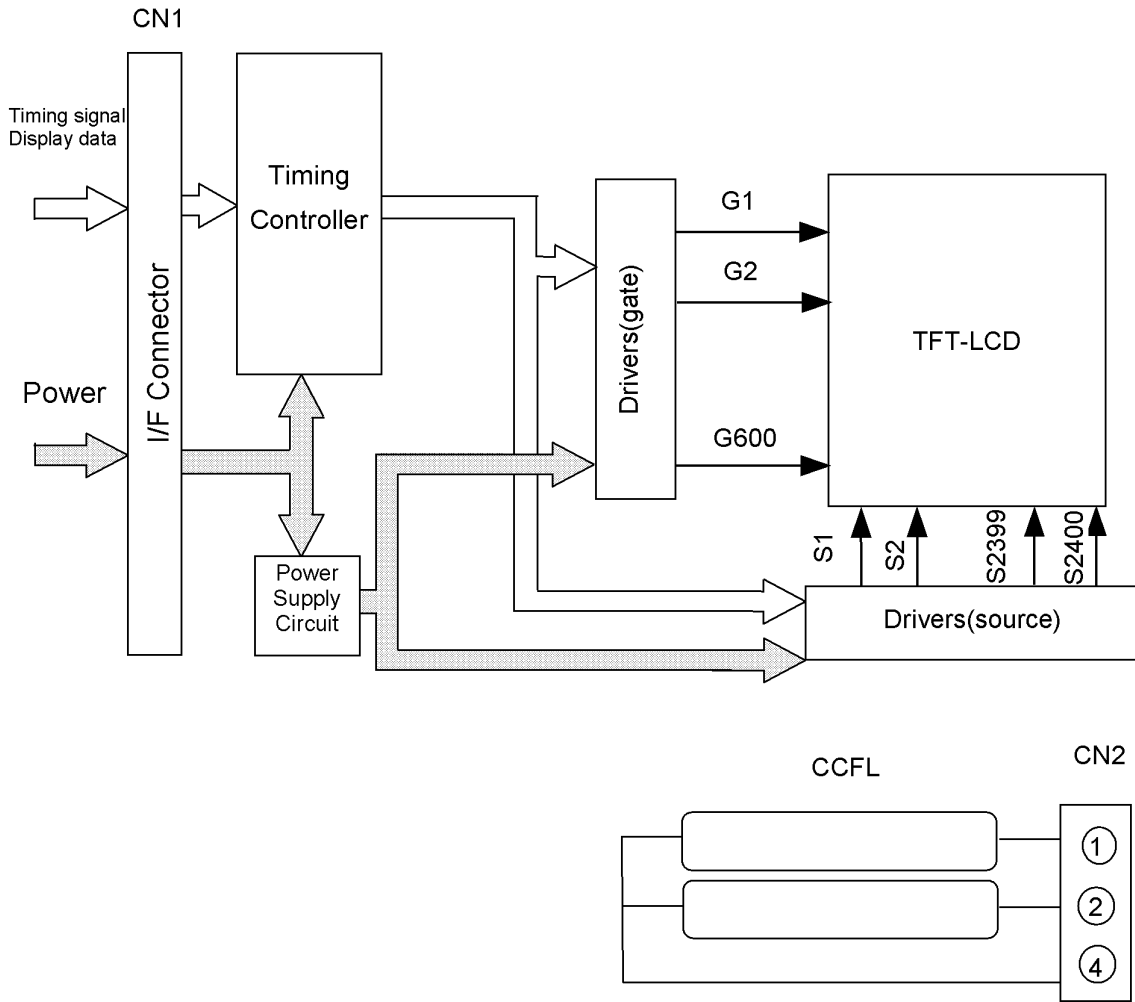 CN1
Timing signal
Display data
Power
I/F Connector
Timing
Controller
Power
Supply
Circuit
Drivers(gate)
G1
G2
G600
TFT-LCD
S1
S2
S2399
S2400
Drivers(source)
CCFL
CN2
1
2
4